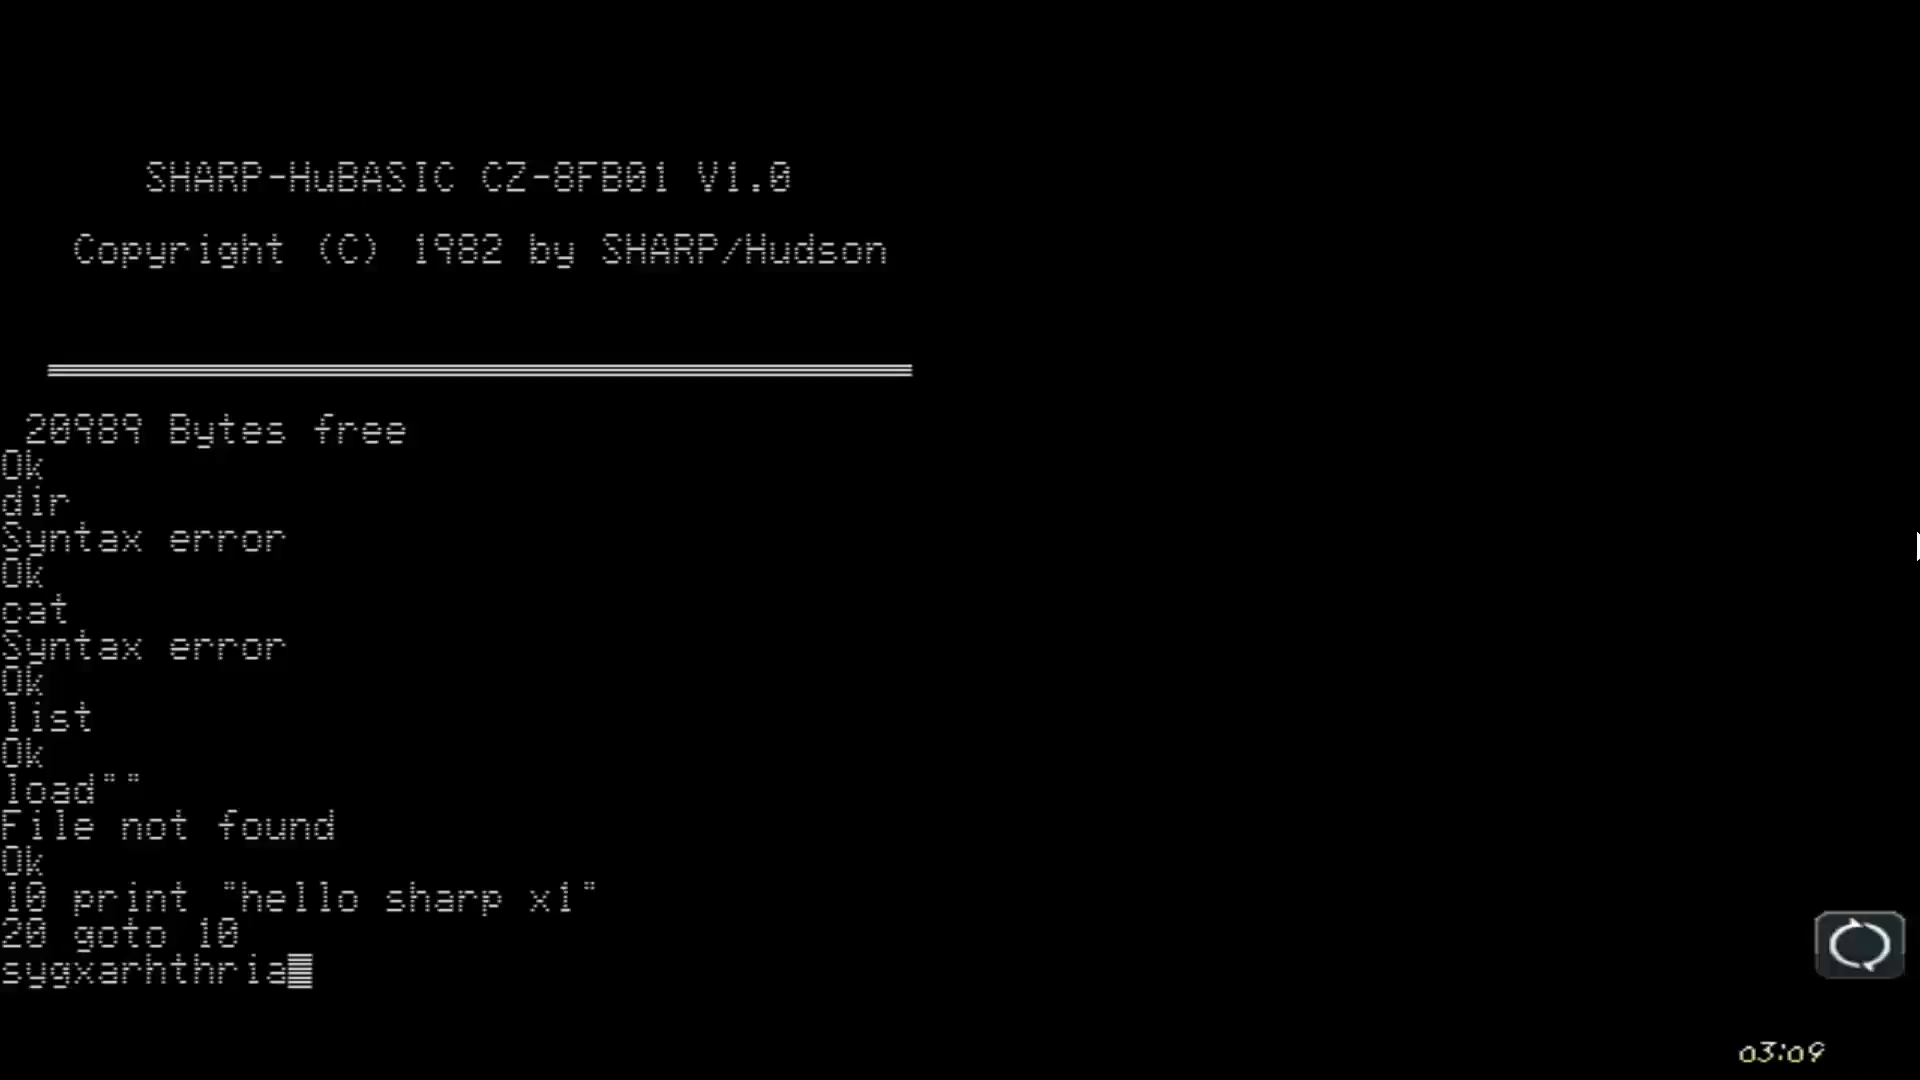 SHARP-HuBASIC CZ-8FB01 V1.0
Copyright (C) 1982 by SHARP/Hudson
20989 Bytes free
Ok
dir
Syntax error
Ok
cat
Syntax error
Ok
list
Ok
load""
File not found
Ok
10 print "hello sharp x1"
20 goto 10
sygxarhthria
03:09